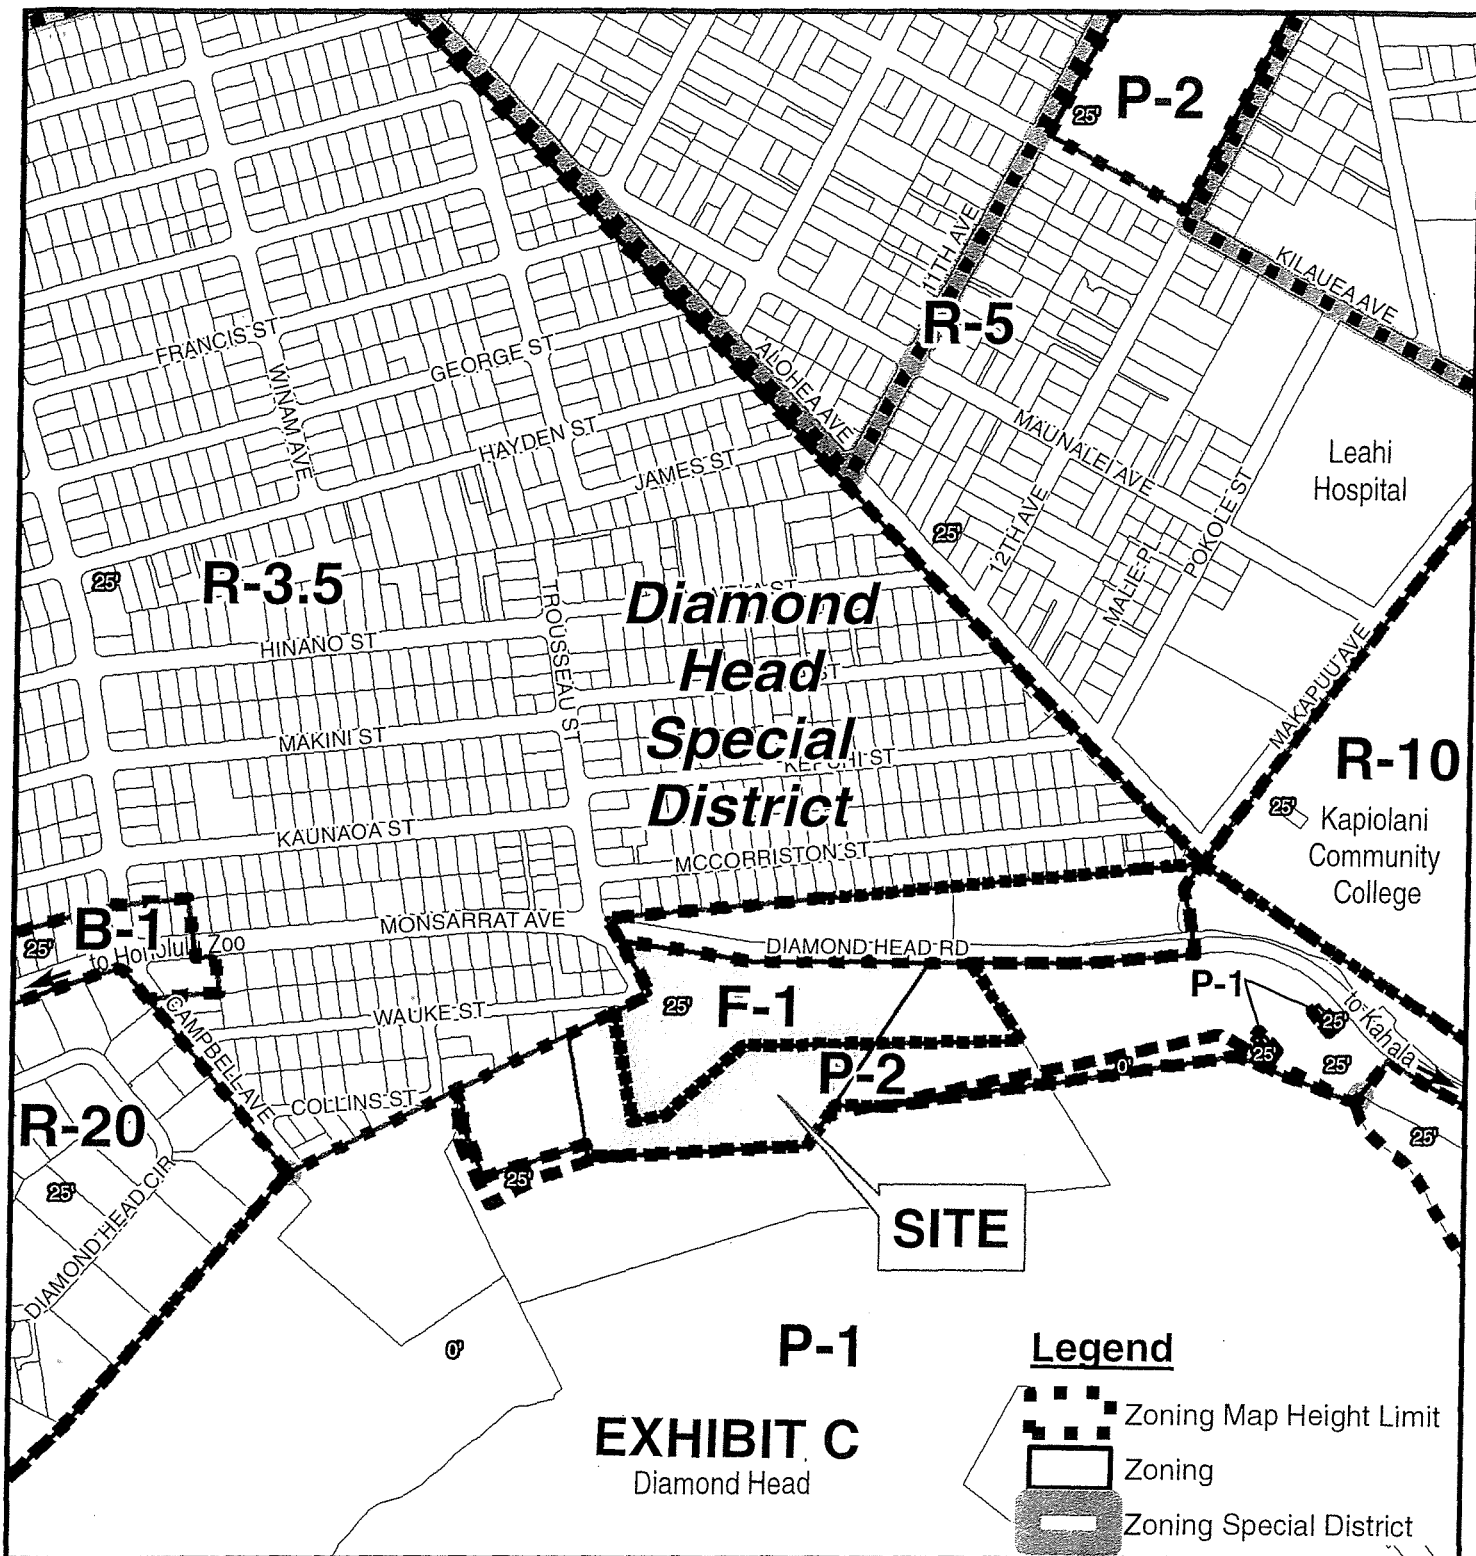 P-2
25'
KILAUEA AVE
11TH AVE
R-5
FRANCIS ST
GEORGE ST
WINAM AVE
ALOHEA AVE
HAYDEN ST
JAMES ST
MAUNALEI AVE
Leahi
Hospital
25'
12TH AVE
POKOLE ST
MALIE PL
25'
R-3.5
TROUSSEAU S
Diamond
Head
Special
District
HINANO ST
MAKINI ST
ST
ST
MAKAPUU AVE
R-10
25'
Kapiolani
Community
College
KAUNAOA ST
MCCORRISTON ST
B-1
25'
to Honolulu Zoo
MONSARRAT AVE
DIAMOND HEAD RD
WAUKE ST
25'
F-1
P-1
25'
to Kahala
CAMPBELL AVE
P-2
0'
25'
25'
COLLINS ST
R-20
25'
25'
25'
DIAMOND HEAD CIR
SITE
0'
P-1
EXHIBIT C
Diamond Head
Legend
Zoning Map Height Limit
Zoning
Zoning Special District